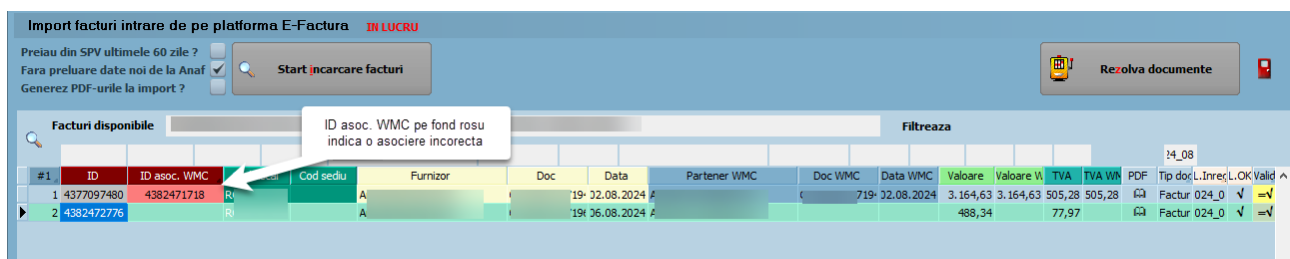 Import facturi intrare de pe platforma E-Factura IN LUCRU
Preiau din SPV ultimele 60 zile ?
Fara preluare date noi de la Anaf
Generez PDF-urile la import ?
Start incarcare facturi
Rezolva documente
Facturi disponibile
Filtreaza
ID asoc. WMC pe fond rosu
indica o asociere incorecta
24_08
#1 ID ID asoc. WMC Cod sediu Furnizor Doc Data Partener WMC Doc WMC Data WMC Valoare Valoare W TVA TVA WM PDF Tip doc L.Inreg L.OK Valid
1 4377097480 4382471718 A 719 02.08.2024 A 719 02.08.2024 3.164,63 3.164,63 505,28 505,28 Factur 024_0 √ =√
2 4382472776 A 198 06.08.2024 A 488,34 77,97 Factur 024_0 √ =√